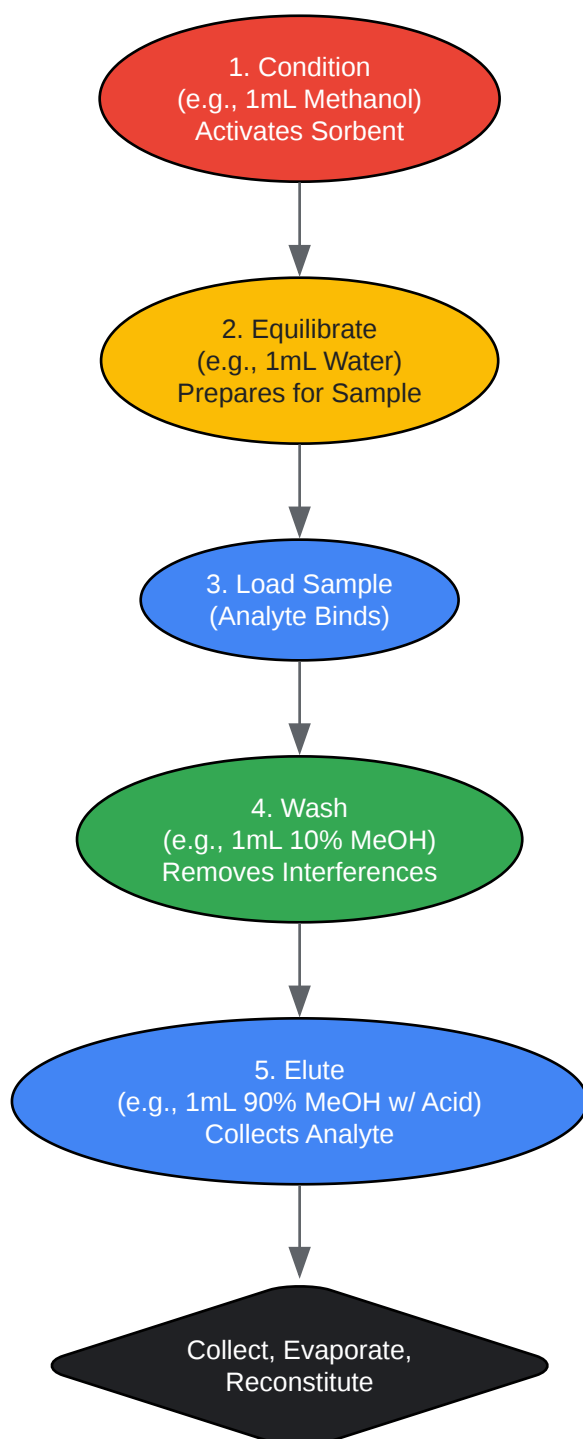 1. Condition
(e.g., 1mL Methanol)
Activates Sorbent
2. Equilibrate
(e.g., 1mL Water)
Prepares for Sample
3. Load Sample
(Analyte Binds)
4. Wash
(e.g., 1mL 10% MeOH)
Removes Interferences
5. Elute
(e.g., 1mL 90% MeOH w/ Acid)
Collects Analyte
Collect, Evaporate,
Reconstitute